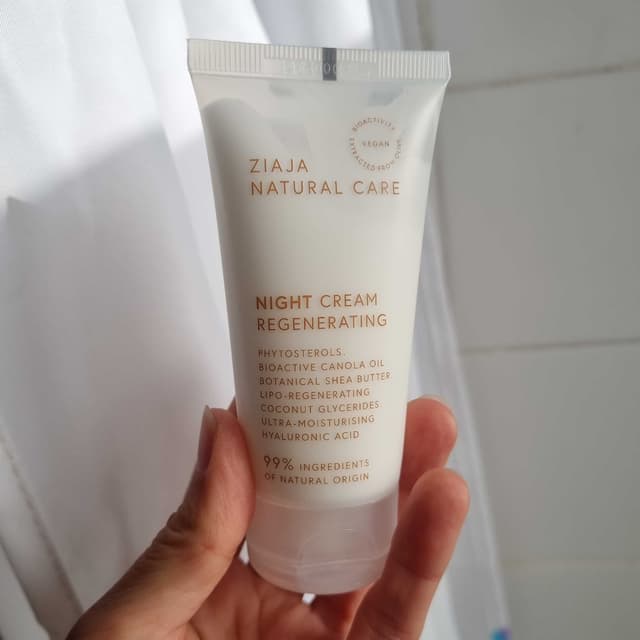 BIOACTIVITY
VEGAN
ZIAJA
NATURAL CARE
NIGHT CREAM
REGENERATING
PHYTOSTEROLS.
BIOACTIVE CANOLA OIL
BOTANICAL SHEA BUTTER
LIPO-REGENERATING
COCONUT GLYCERIDES
ULTRA-MOISTURISING
HYALURONIC ACID
99% INGREDIENTS
OF NATURAL ORIGIN